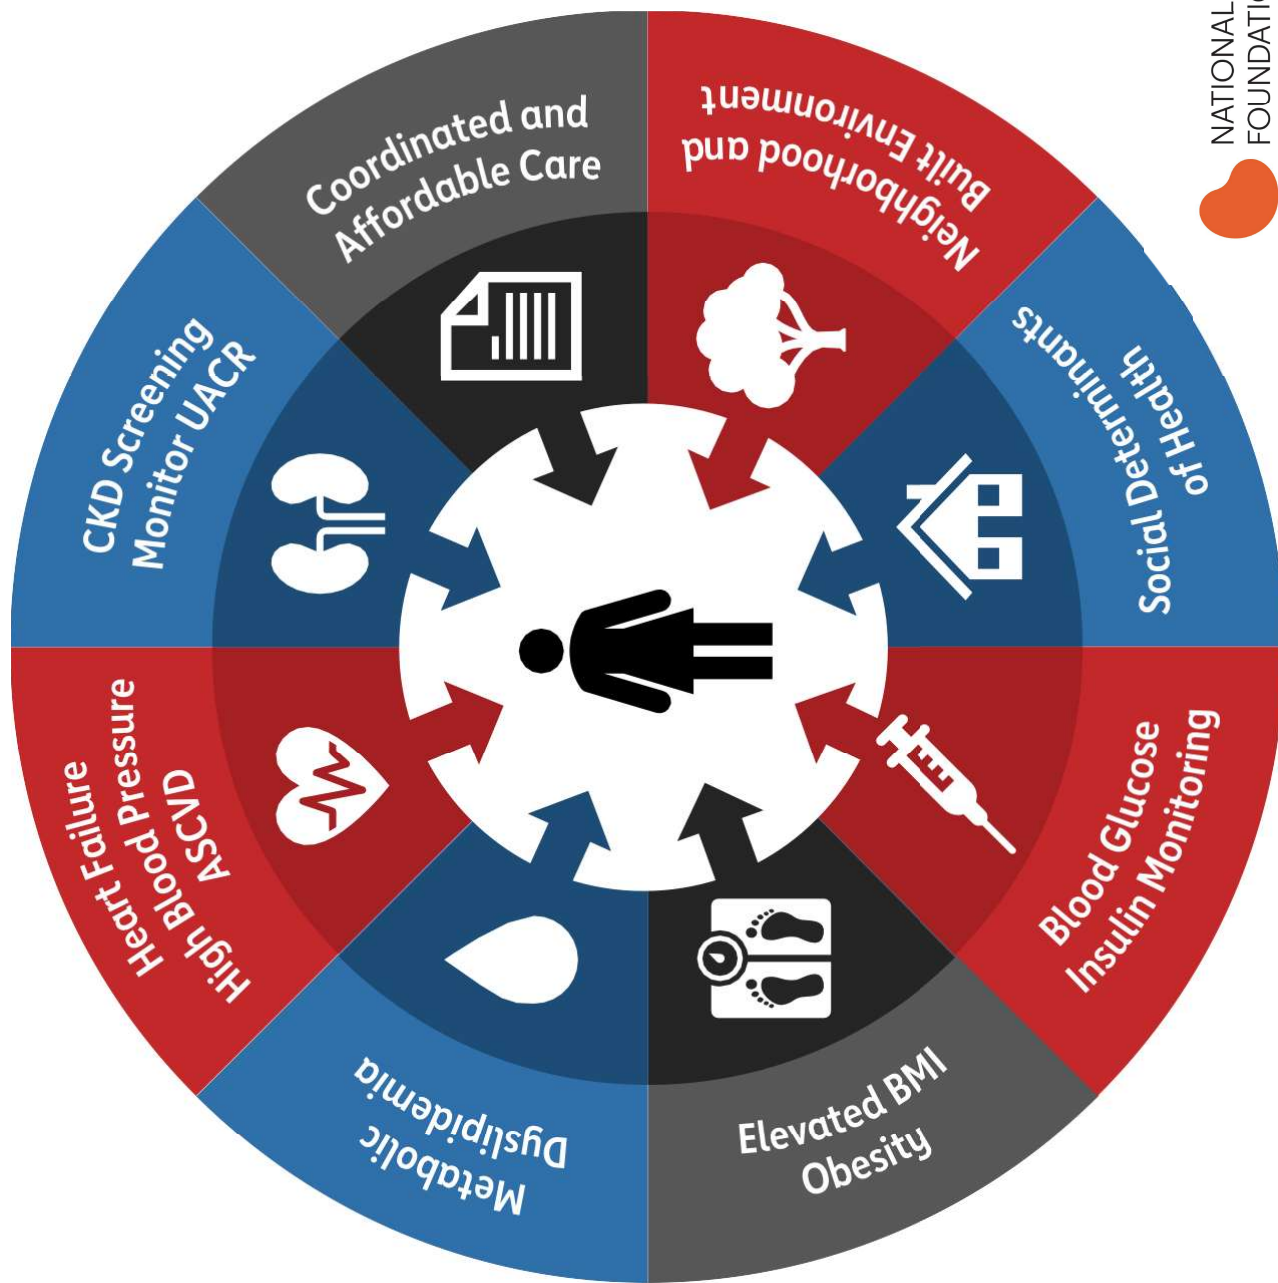 Coordinated and
Affordable Care
Neighborhood and
Built Environment
Social Determinants
of Health
Blood Glucose
Insulin Monitoring
Elevated BMI
Obesity
Metabolic
Dyslipidemia
Heart Failure
High Blood Pressure
ASCVD
CKD Screening
Monitor UACR
NATIONAL
FOUNDATIO